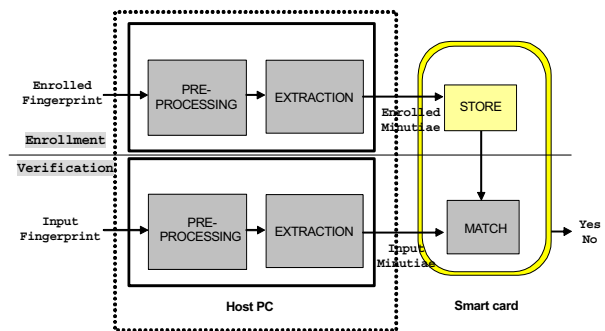 Enrolled
Fingerprint
PRE-
PROCESSING
EXTRACTION
Enrolled
Minutiae
STORE
Enrollment
Verification
Input
Fingerprint
PRE-
PROCESSING
EXTRACTION
Input
Minutiae
MATCH
Yes
No
Host PC
Smart card